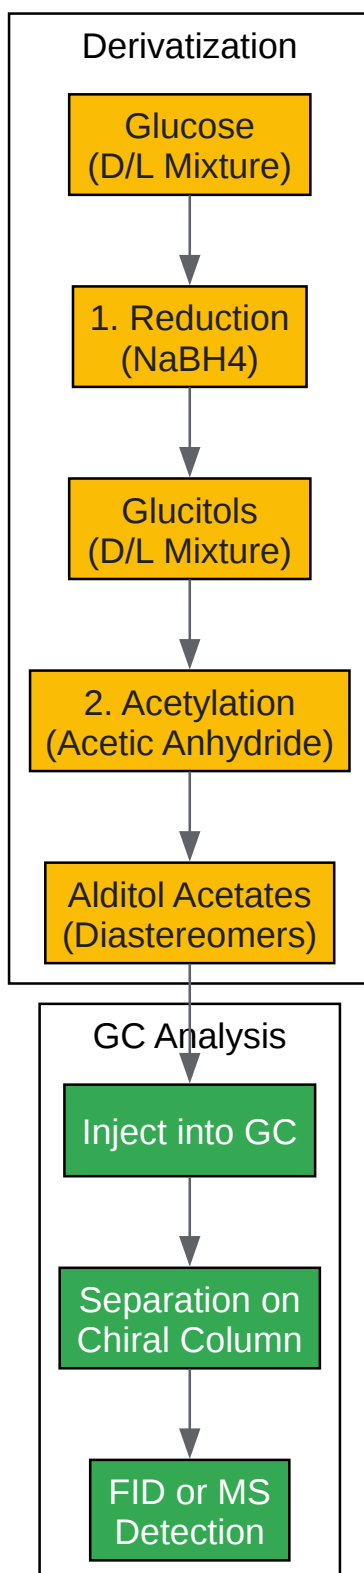 Derivatization
Glucose
(D/L Mixture)
1. Reduction
(NaBH4)
Glucitols
(D/L Mixture)
2. Acetylation
(Acetic Anhydride)
Alditol Acetates
(Diastereomers)
GC Analysis
Inject into GC
Separation on
Chiral Column
FID or MS
Detection